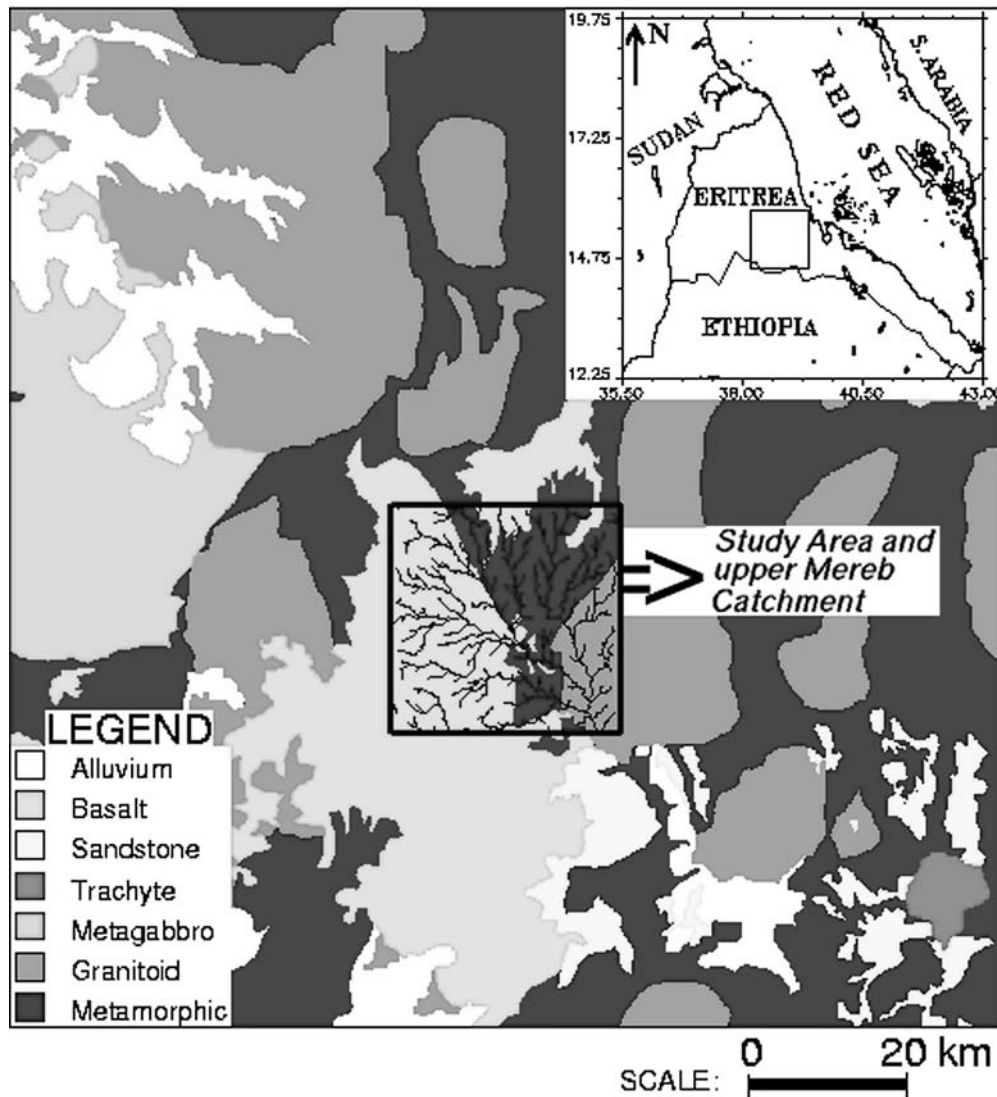 19.75
17.25
14.75
12.25
N
SUDAN
RED SEA
S. ARABIA
ERITREA
ETHIOPIA
38.00
40.50
43.00
Study Area and
upper Mereb
Catchment
LEGEND
Alluvium
Basalt
Sandstone
Trachyte
Metagabbro
Granitoid
Metamorphic
0 20 km
SCALE: